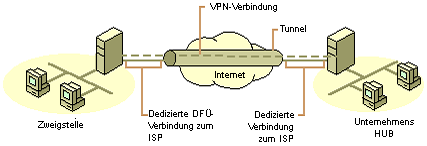 VPN-Verbindung
Tunnel
Internet
Dedizierte DFÜ-
Verbindung zum
ISP
Dedizierte
Verbindung
zum ISP
Zweigstelle
Unternehmens
HUB